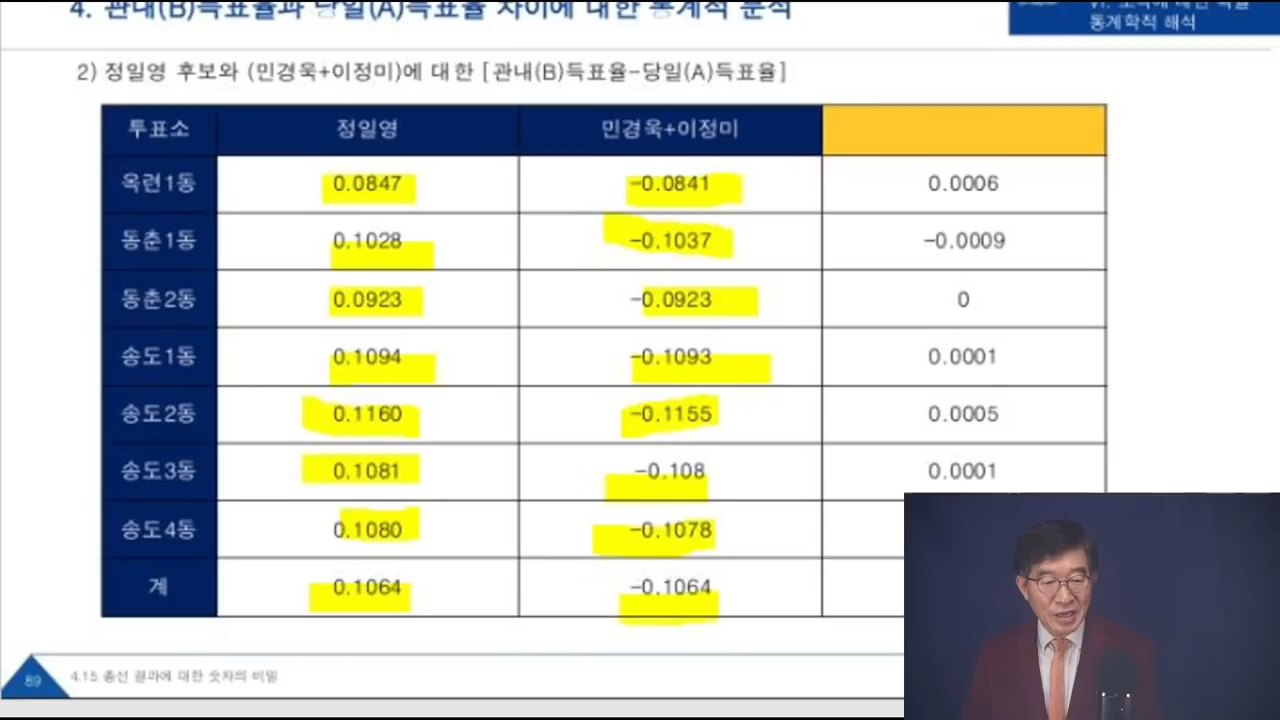 4. 관내(B)득표율과 당일(A)득표율 차이에 대한 통계적 분석
통계학적 해석
2) 정일영 후보와 (민경욱+이정미)에 대한 [관내(B)득표율-당일(A)득표율]
투표소 정일영 민경욱+이정미
옥련1동 0.0847 -0.0841 0.0006
동춘1동 0.1028 -0.1037 -0.0009
동춘2동 0.0923 -0.0923 0
송도1동 0.1094 -0.1093 0.0001
송도2동 0.1160 -0.1155 0.0005
송도3동 0.1081 -0.108 0.0001
송도4동 0.1080 -0.1078
계 0.1064 -0.1064
89 4.15 총선 결과에 대한 숫자의 비밀